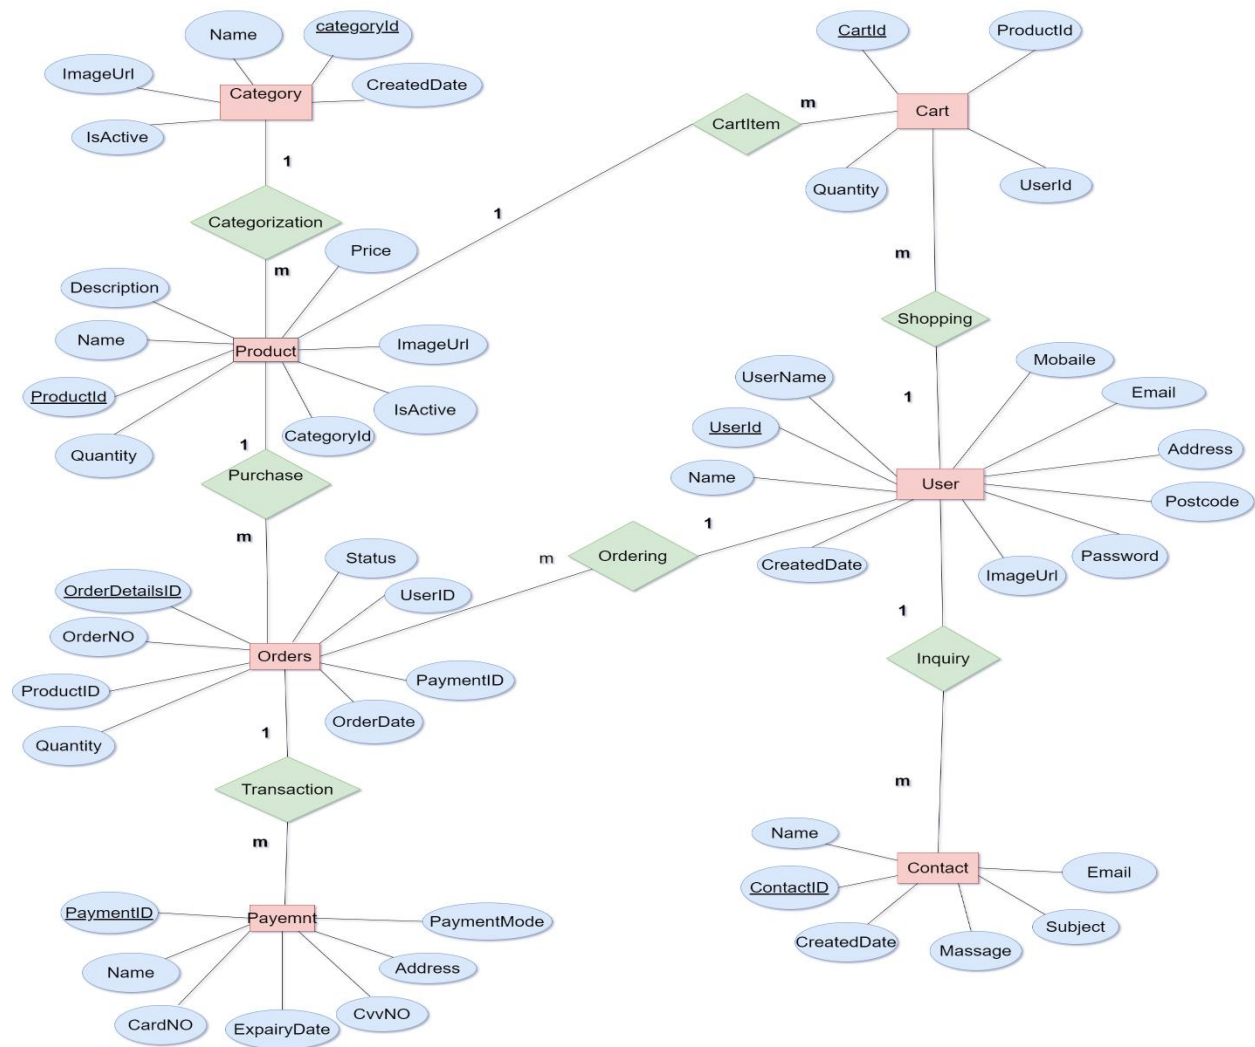 Name
categoryId
ImageUrl
Category
CreatedDate
IsActive
1
Categorization
m
Price
Description
Name
Product
ImageUrl
ProductId
IsActive
CategoryId
Quantity
1
Purchase
m
Status
OrderDetailsID
UserID
OrderNO
Orders
ProductID
PaymentID
OrderDate
Quantity
1
Transaction
m
PaymentID
Payemnt
PaymentMode
Name
Address
CardNO
ExpairyDate
CvvNO
1
CartItem
m
CartId
ProductId
Cart
Quantity
UserId
m
Shopping
1
UserName
Mobaile
Email
UserId
Address
Name
User
Postcode
CreatedDate
ImageUrl
Password
m
Ordering
1
1
Inquiry
m
Name
Contact
Email
ContactID
Subject
CreatedDate
Massage